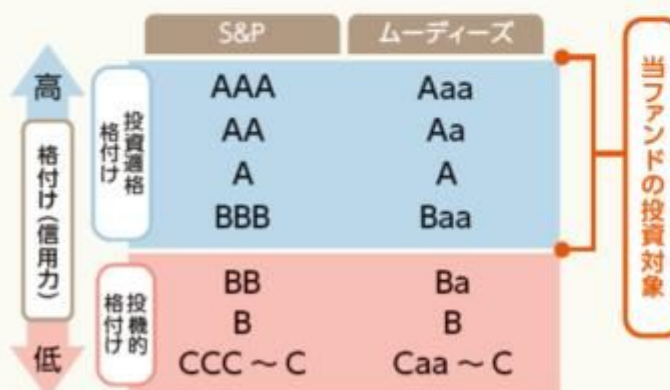 S&P ムーディーズ
高
格付け(信用力)
低
投資適格
格付け
AAA Aaa
AA Aa
A A
BBB Baa
投機的
格付け
BB Ba
B B
CCC ~ C Caa ~ C
当ファンドの投資対象